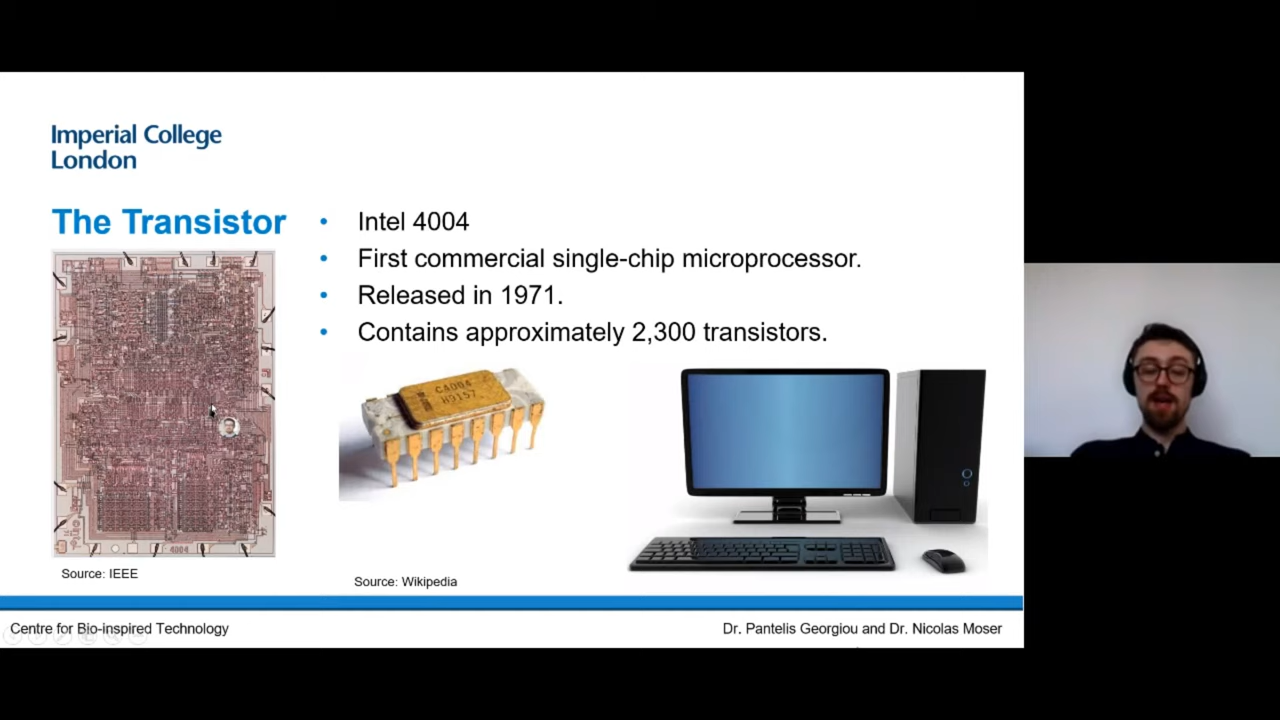 Imperial College
London
The Transistor
• Intel 4004
• First commercial single-chip microprocessor.
• Released in 1971.
• Contains approximately 2,300 transistors.
C4004
4004
Source: IEEE
Source: Wikipedia
Centre for Bio-inspired Technology
Dr. Pantelis Georgiou and Dr. Nicolas Moser